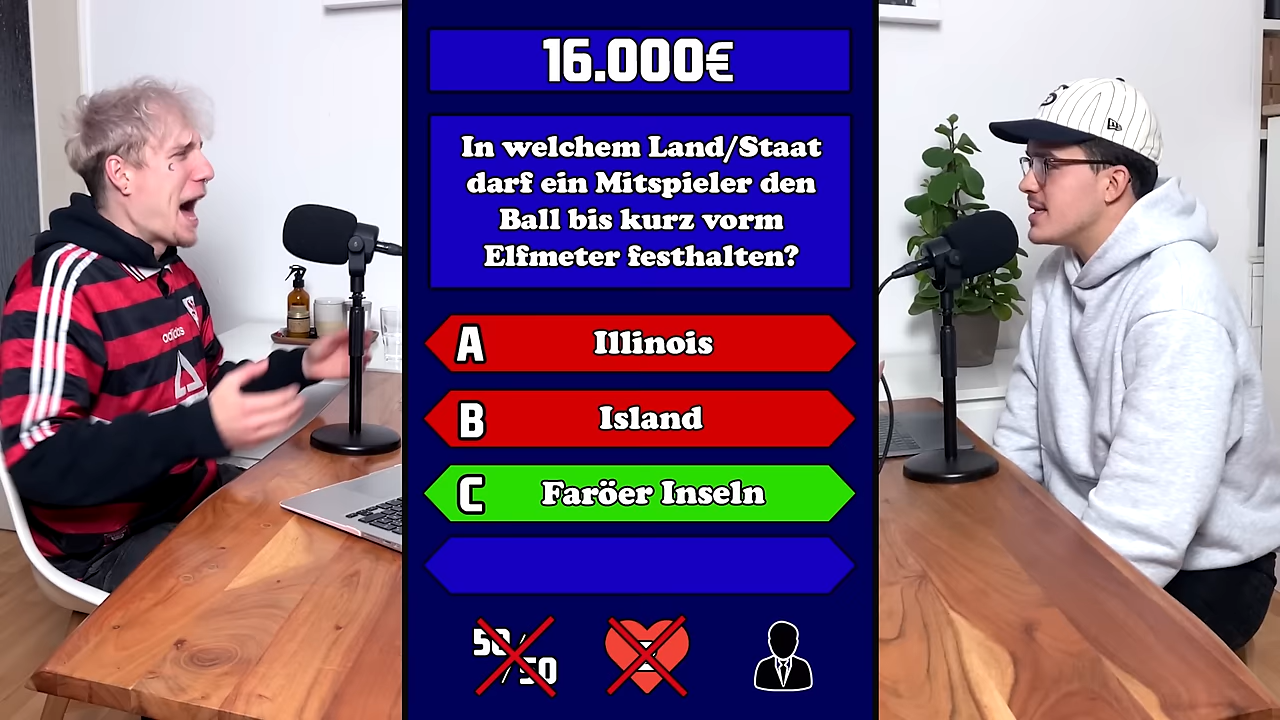 16.000€
In welchem Land/Staat
darf ein Mitspieler den
Ball bis kurz vorm
Elfmeter festhalten?
A Illinois
B Island
C Faröer Inseln
50/50
adidas